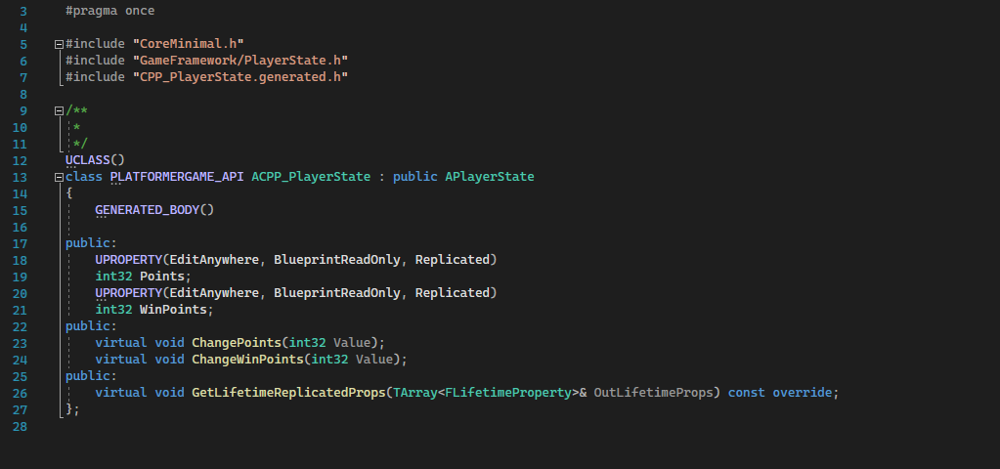 3 #pragma once
4
5 #include "CoreMinimal.h"
6 #include "GameFramework/PlayerState.h"
7 #include "CPP_PlayerState.generated.h"
8
9 /**
10 *
11 */
12 UCLASS()
13 class PLATFORMERGAME_API ACPP_PlayerState : public APlayerState
14 {
15 GENERATED_BODY()
16
17 public:
18 UPROPERTY(EditAnywhere, BlueprintReadOnly, Replicated)
19 int32 Points;
20 UPROPERTY(EditAnywhere, BlueprintReadOnly, Replicated)
21 int32 WinPoints;
22 public:
23 virtual void ChangePoints(int32 Value);
24 virtual void ChangeWinPoints(int32 Value);
25 public:
26 virtual void GetLifetimeReplicatedProps(TArray<FLifetimeProperty>& OutLifetimeProps) const override;
27 };
28